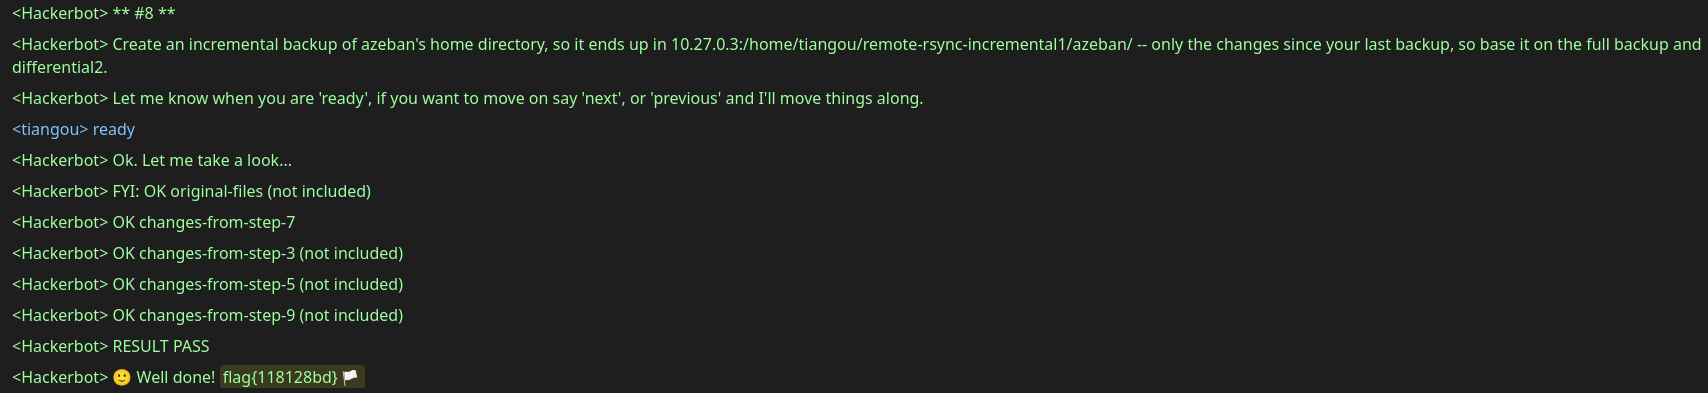 <Hackerbot> ** #8 **
<Hackerbot> Create an incremental backup of azeban's home directory, so it ends up in 10.27.0.3:/home/tiangou/remote-rsync-incremental1/azeban/ -- only the changes since your last backup, so base it on the full backup and
differential2.
<Hackerbot> Let me know when you are 'ready', if you want to move on say 'next', or 'previous' and I'll move things along.
<tiangou> ready
<Hackerbot> Ok. Let me take a look...
<Hackerbot> FYI: OK original-files (not included)
<Hackerbot> OK changes-from-step-7
<Hackerbot> OK changes-from-step-3 (not included)
<Hackerbot> OK changes-from-step-5 (not included)
<Hackerbot> OK changes-from-step-9 (not included)
<Hackerbot> RESULT PASS
<Hackerbot> 🙂 Well done! flag{118128bd} 🏳️